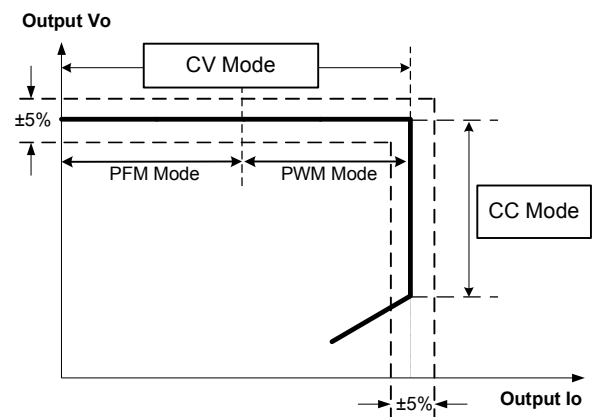 Output Vo
CV Mode
±5%
PFM Mode
PWM Mode
CC Mode
±5%
Output Io